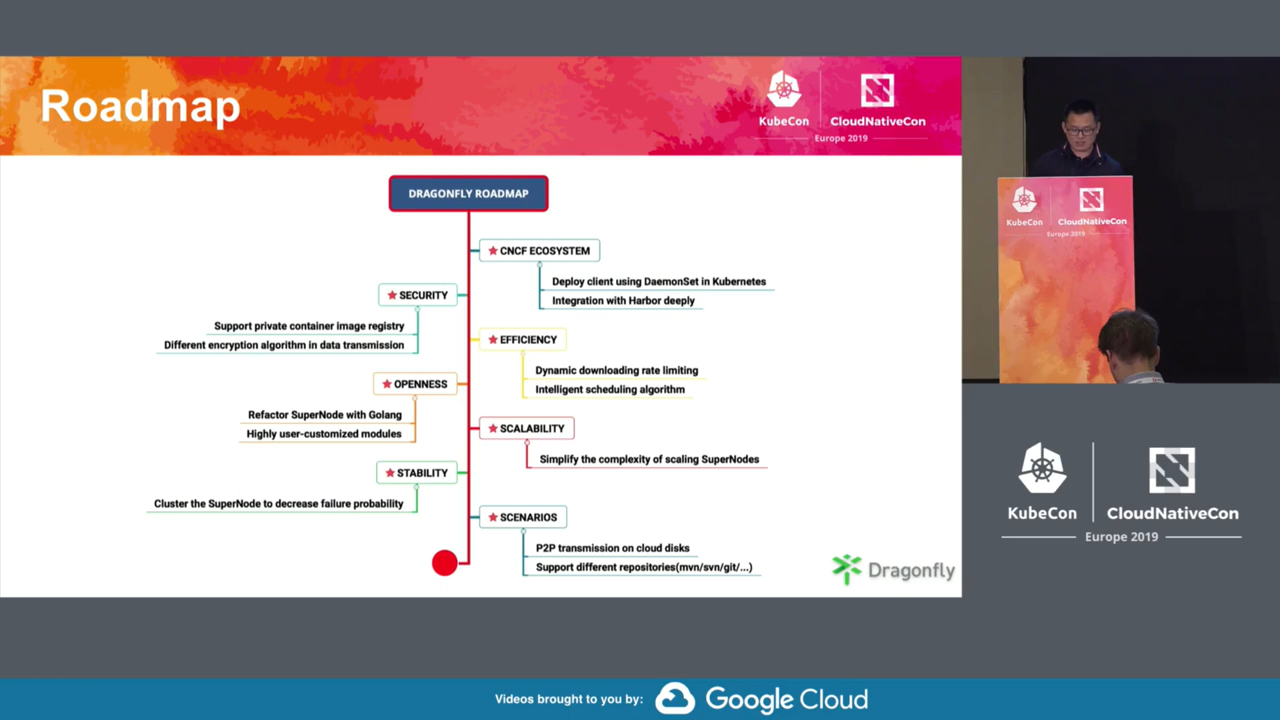 Roadmap
KubeCon
CloudNativeCon
Europe 2019
DRAGONFLY ROADMAP
CNCF ECOSYSTEM
Deploy client using DaemonSet in Kubernetes
Integration with Harbor deeply
SECURITY
Support private container image registry
Different encryption algorithm in data transmission
EFFICIENCY
Dynamic downloading rate limiting
Intelligent scheduling algorithm
OPENNESS
Refactor SuperNode with Golang
Highly user-customized modules
SCALABILITY
Simplify the complexity of scaling SuperNodes
STABILITY
Cluster the SuperNode to decrease failure probability
SCENARIOS
P2P transmission on cloud disks
Support different repositories(mvn/svn/git/...)
Dragonfly
KubeCon
CloudNativeCon
Europe 2019
KubeCon
CloudNativeCon
Europe 2019
Videos brought to you by:
Google Cloud